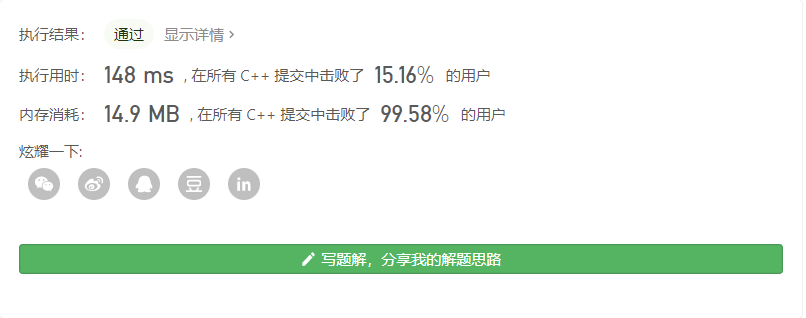 执行结果： 通过 显示详情 >
执行用时： 148 ms , 在所有 C++ 提交中击败了 15.16% 的用户
内存消耗： 14.9 MB , 在所有 C++ 提交中击败了 99.58% 的用户
炫耀一下:
豆 in
写题解，分享我的解题思路